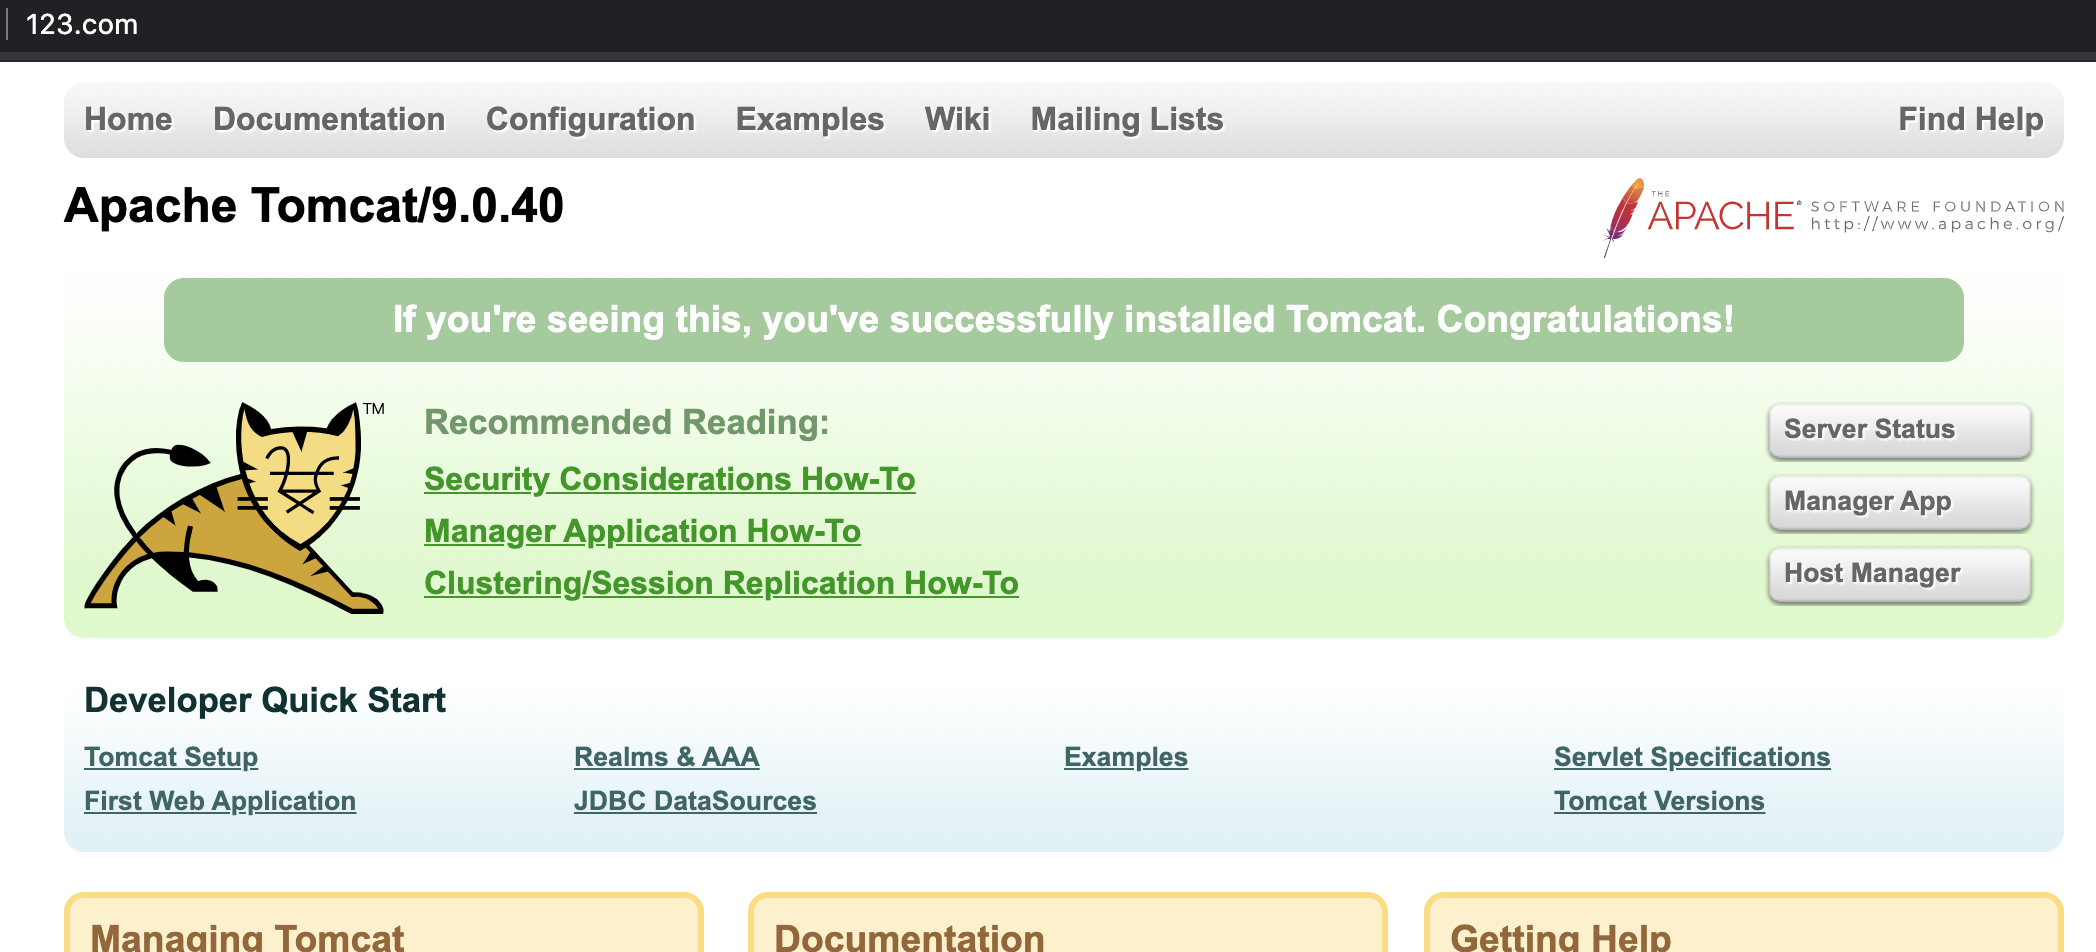 123.com
Home Documentation Configuration Examples Wiki Mailing Lists Find Help
Apache Tomcat/9.0.40
THE APACHE® SOFTWARE FOUNDATION
http://www.apache.org/
If you're seeing this, you've successfully installed Tomcat. Congratulations!
TM
Recommended Reading:
Security Considerations How-To
Manager Application How-To
Clustering/Session Replication How-To
Server Status
Manager App
Host Manager
Developer Quick Start
Tomcat Setup Realms & AAA Examples Servlet Specifications
First Web Application JDBC DataSources Tomcat Versions
Managing Tomcat Documentation Getting Help